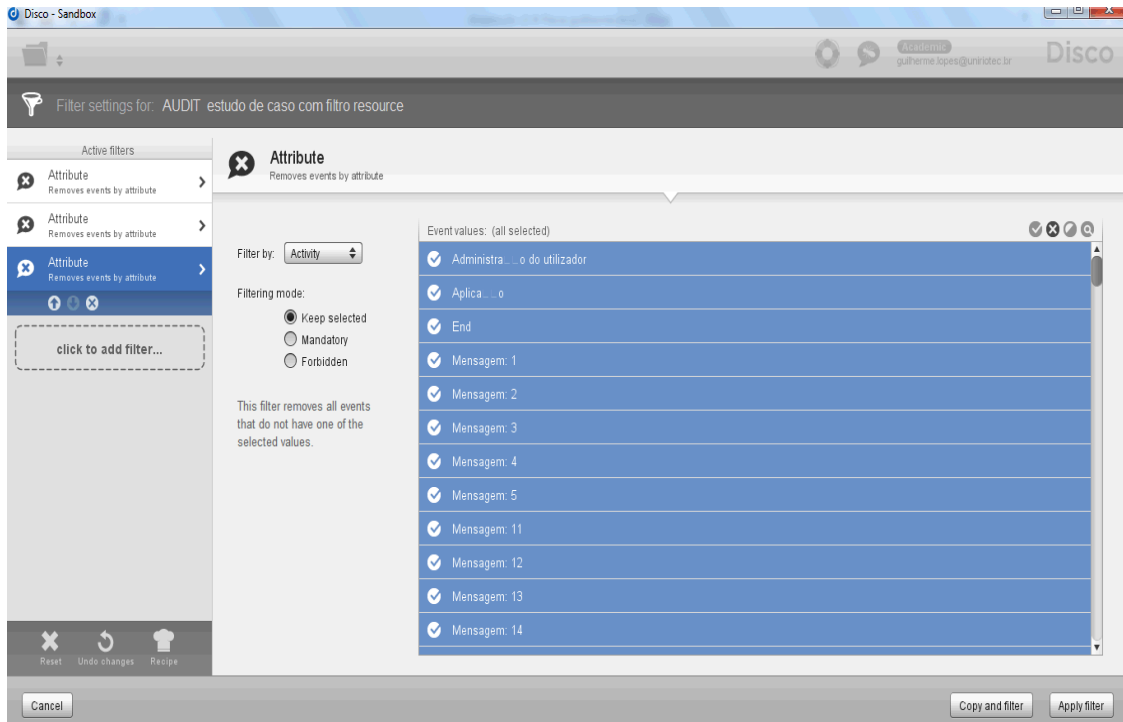 Disco - Sandbox
Academic
guilherme.lopes@uniriotec.br
Disco
Filter settings for: AUDIT estudo de caso com filtro resource
Active filters
Attribute
Removes events by attribute
Attribute
Removes events by attribute
Attribute
Removes events by attribute
click to add filter...
Reset Undo changes Recipe
Attribute
Removes events by attribute
Filter by: Activity
Filtering mode:
Keep selected
Mandatory
Forbidden
This filter removes all events
that do not have one of the
selected values.
Event values: (all selected)
Administra....o do utilizador
Aplica....o
End
Mensagem: 1
Mensagem: 2
Mensagem: 3
Mensagem: 4
Mensagem: 5
Mensagem: 11
Mensagem: 12
Mensagem: 13
Mensagem: 14
Cancel
Copy and filter
Apply filter